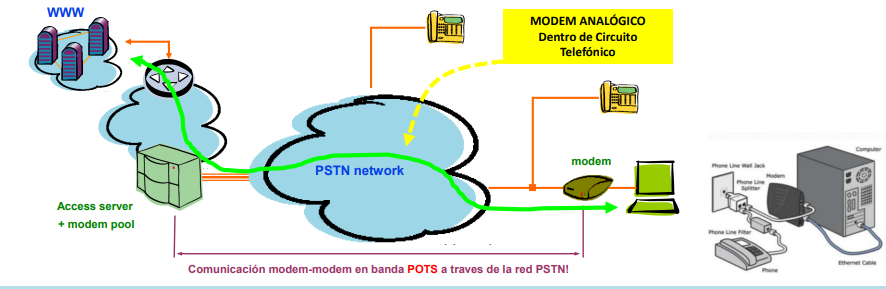 WWW
MODEM ANALÓGICO
Dentro de Circuito
Telefónico
PSTN network
modem
Access server
+ modem pool
Comunicación modem-modem en banda POTS a traves de la red PSTN!
Computer
Phone Line Wall Jack
Modem
Phone Line
Splitter
Phone Line Filter
Phone
Ethernet Cable